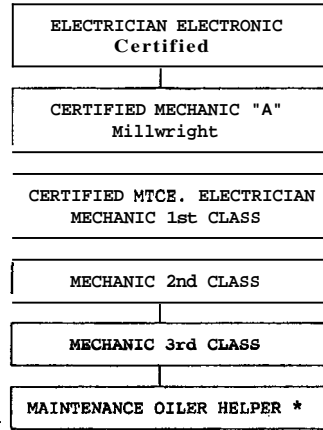 ELECTRICIAN ELECTRONIC
Certified
CERTIFIED MECHANIC "A"
Millwright
CERTIFIED MTCE. ELECTRICIAN
MECHANIC 1st CLASS
MECHANIC 2nd CLASS
MECHANIC 3rd CLASS
MAINTENANCE OILER HELPER *